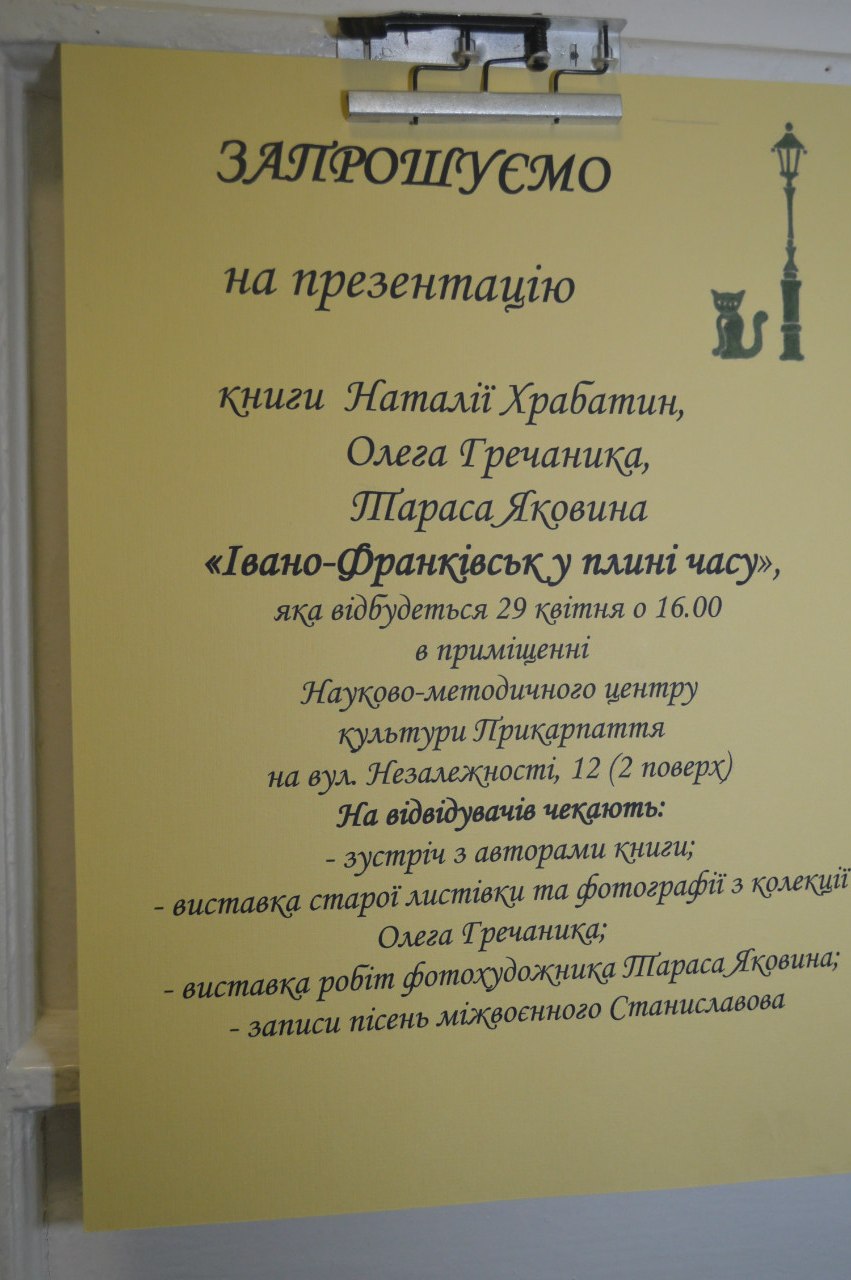 ЗАПРОШУЄМО
на презентацію
книги Наталії Храбатин,
Олега Гречаника,
Тараса Яковина
«Івано-Франківськ у плині часу»,
яка відбудеться 29 квітня о 16.00
в приміщенні
Науково-методичного центру
культури Прикарпаття
на вул. Незалежності, 12 (2 поверх)
На відвідувачів чекають:
- зустріч з авторами книги;
- виставка старої листівки та фотографії з колекції
Олега Гречаника;
- виставка робіт фотохудожника Тараса Яковина;
- записи пісень міжвоєнного Станиславова